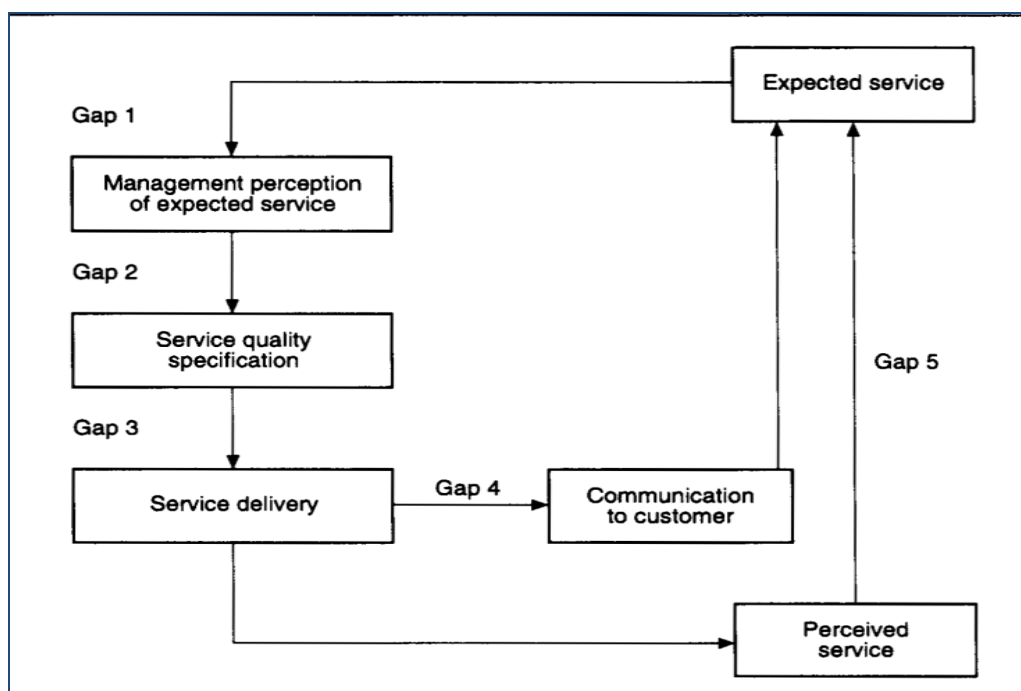 Expected service
Gap 1
Management perception
of expected service
Gap 2
Service quality
specification
Gap 5
Gap 3
Service delivery
Gap 4
Communication
to customer
Perceived
service